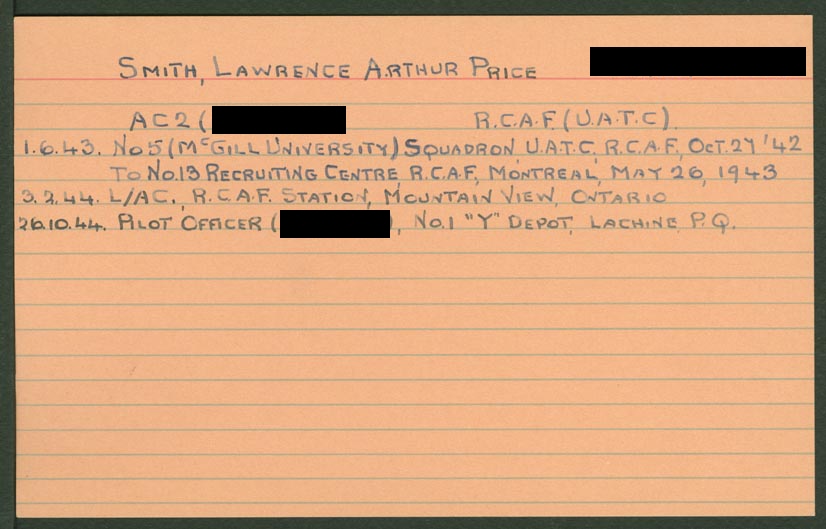 SMITH, LAWRENCE ARTHUR PRICE
AC2 ( R.C.A.F. (U.A.T.C).
1.6.43. No5 (McGILL UNIVERSITY) SQUADRON U.A.T.C, R.C.A.F, OCT. 27 '42
TO No.13 RECRUITING CENTRE R.C.A.F, MONTREAL, MAY 26, 1943
3.2.44. L/AC., R.C.A.F. STATION, MOUNTAIN VIEW, ONTARIO
26.10.44. PILOT OFFICER ( ), No.1 "Y" DEPOT, LACHINE P.Q.